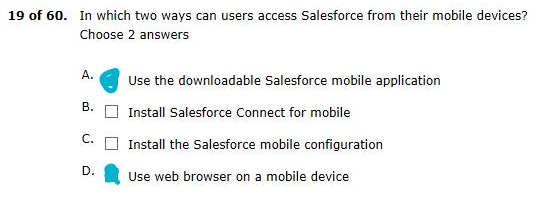 19 of 60. In which two ways can users access Salesforce from their mobile devices?
Choose 2 answers
A. Use the downloadable Salesforce mobile application
B. Install Salesforce Connect for mobile
C. Install the Salesforce mobile configuration
D. Use web browser on a mobile device